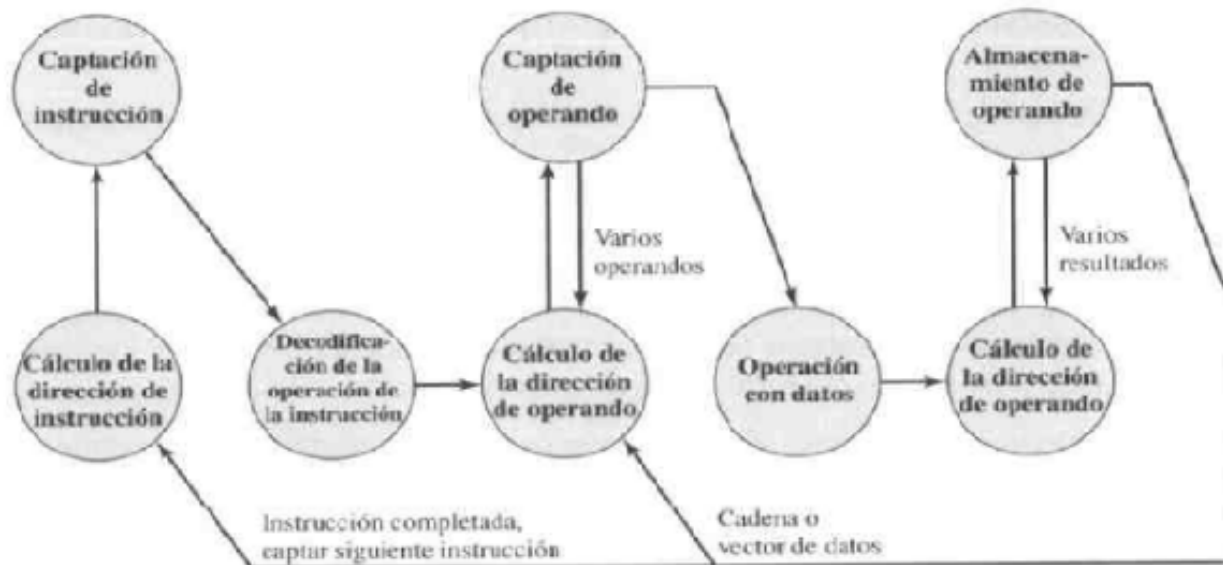 Captación
de
instrucción
Captación
de
operando
Almacena-
miento de
operando
Varios
operandos
Varios
resultados
Cálculo de la
dirección de
instrucción
Decodifica-
ación de la
operación de
la instrucción
Cálculo de
la dirección
de operando
Operación
con datos
Cálculo de
la dirección
de operando
Instrucción completada,
captar siguiente instrucción
Cadena o
vector de datos